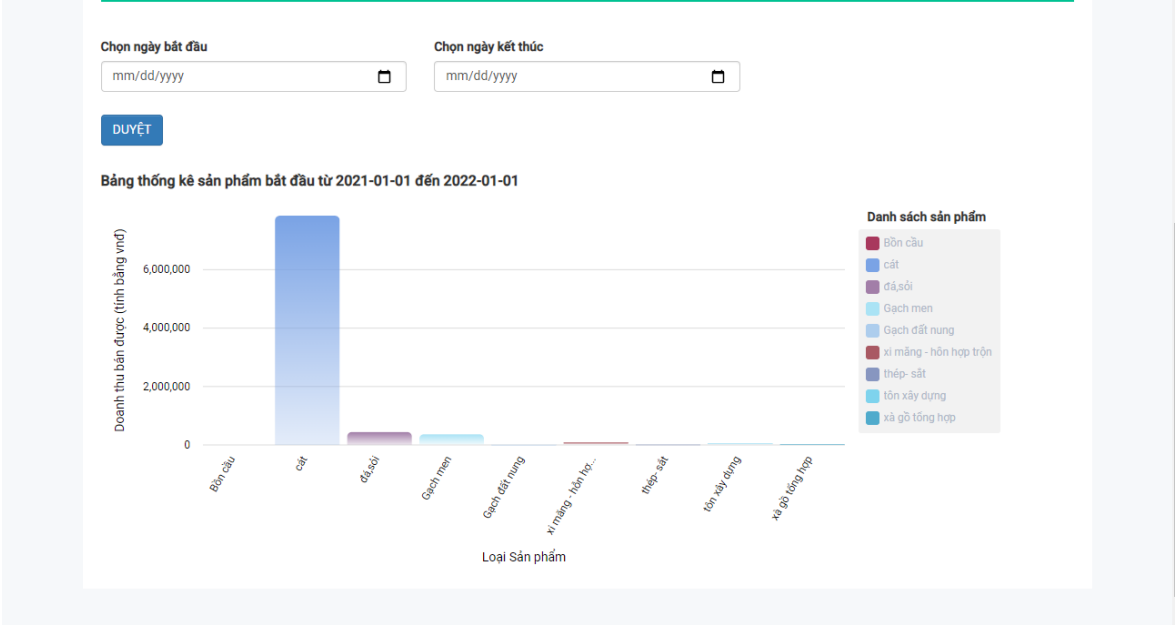 Chọn ngày bắt đầu
Chọn ngày kết thúc
mm/dd/yyyy
mm/dd/yyyy
DUYỆT
Bảng thống kê sản phẩm bắt đầu từ 2021-01-01 đến 2022-01-01
Doanh thu bán được (tính bằng vnđ)
6,000,000
4,000,000
2,000,000
0
Bồn cầu
cát
đá,sỏi
Gạch men
Gạch đất nung
xi măng - hỗn hợ...
thép- sắt
tôn xây dựng
xà gồ tổng hợp
Loại Sản phẩm
Danh sách sản phẩm
Bồn cầu
cát
đá,sỏi
Gạch men
Gạch đất nung
xi măng - hỗn hợp trộn
thép- sắt
tôn xây dựng
xà gồ tổng hợp